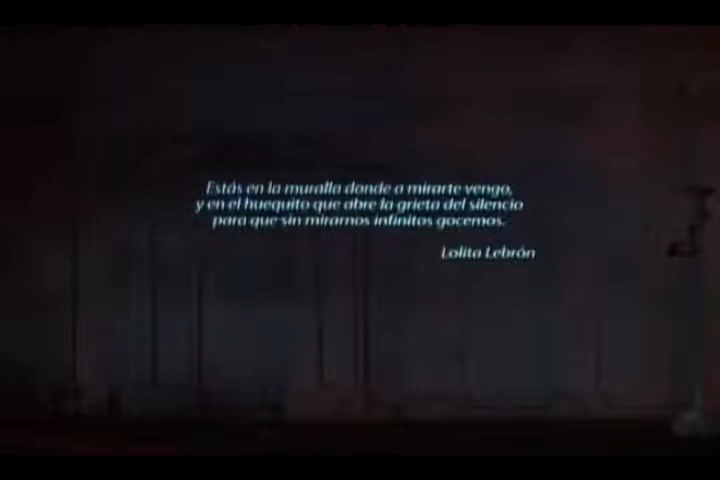 Estás en la muralla donde a mirarte vengo,
y en el huequito que abre la grieta del silencio
para que sin mirarnos infinitos gocemos.
Lolita Lebrón